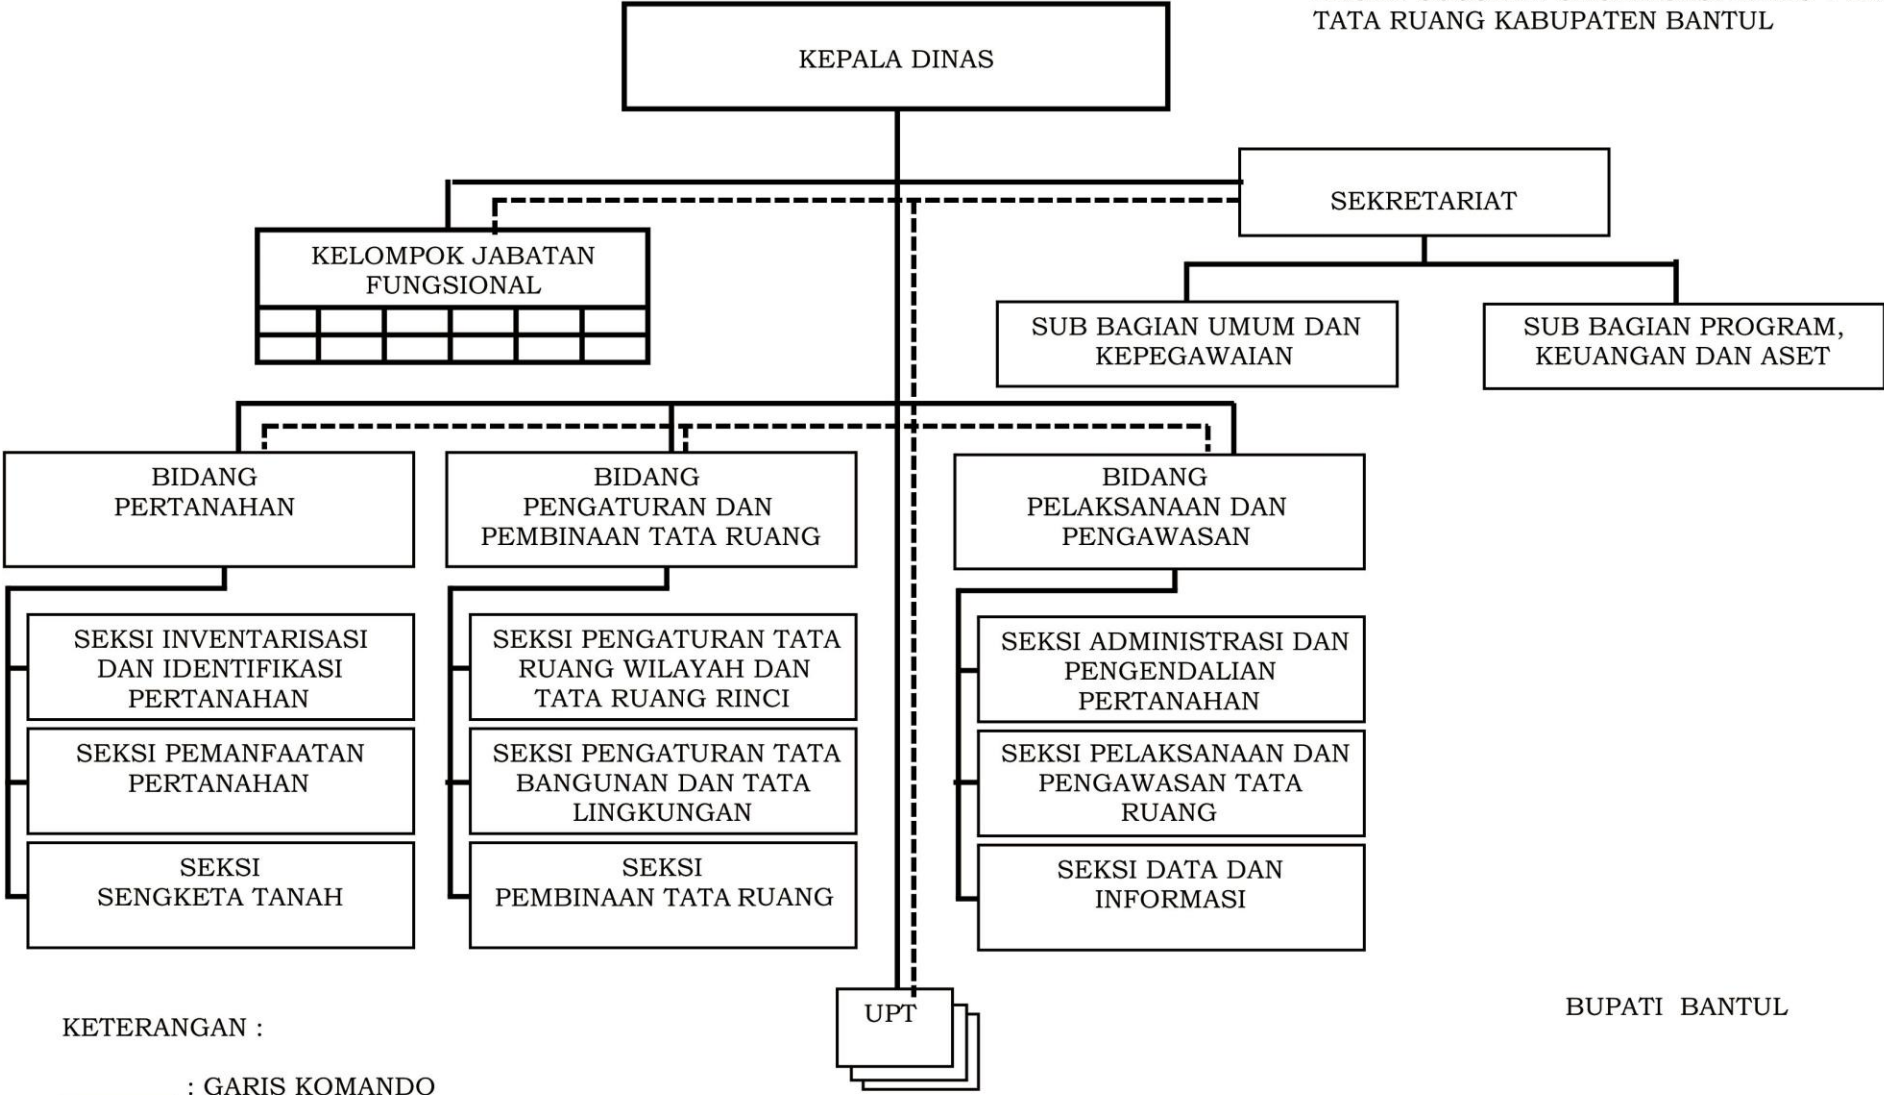 TATA RUANG KABUPATEN BANTUL
KEPALA DINAS
SEKRETARIAT
KELOMPOK JABATAN
FUNGSIONAL
SUB BAGIAN UMUM DAN
KEPEGAWAIAN
SUB BAGIAN PROGRAM,
KEUANGAN DAN ASET
BIDANG
PERTANAHAN
BIDANG
PENGATURAN DAN
PEMBINAAN TATA RUANG
BIDANG
PELAKSANAAN DAN
PENGAWASAN
SEKSI INVENTARISASI
DAN IDENTIFIKASI
PERTANAHAN
SEKSI PEMANFAATAN
PERTANAHAN
SEKSI
SENGKETA TANAH
SEKSI PENGATURAN TATA
RUANG WILAYAH DAN
TATA RUANG RINCI
SEKSI PENGATURAN TATA
BANGUNAN DAN TATA
LINGKUNGAN
SEKSI
PEMBINAAN TATA RUANG
SEKSI ADMINISTRASI DAN
PENGENDALIAN
PERTANAHAN
SEKSI PELAKSANAAN DAN
PENGAWASAN TATA
RUANG
SEKSI DATA DAN
INFORMASI
UPT
BUPATI BANTUL
KETERANGAN :
: GARIS KOMANDO